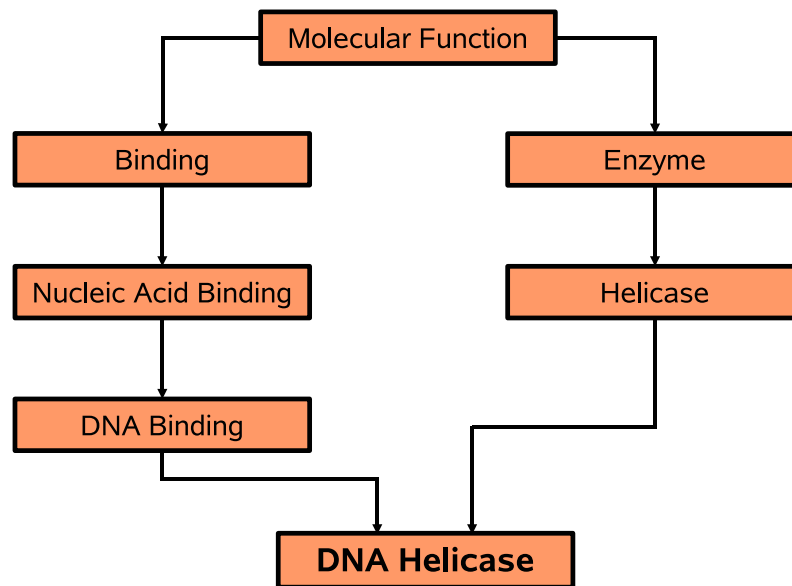 Molecular Function
Binding
Enzyme
Nucleic Acid Binding
Helicase
DNA Binding
DNA Helicase